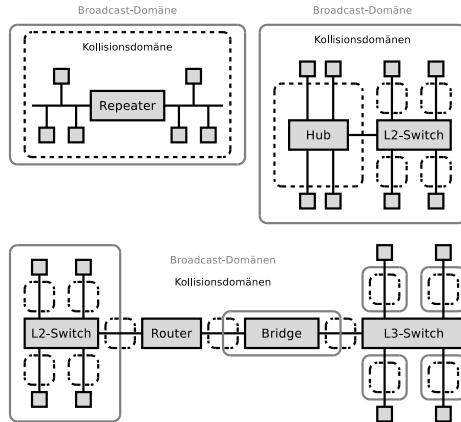 Broadcast-Domäne
Kollisionsdomäne
Repeater
Broadcast-Domäne
Kollisionsdomänen
Hub
L2-Switch
Broadcast-Domänen
Kollisionsdomänen
L2-Switch
Router
Bridge
L3-Switch